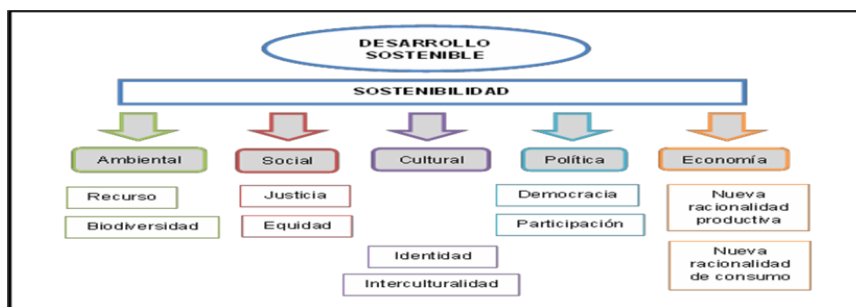 DESARROLLO
SOSTENIBLE
SOSTENIBILIDAD
Ambiental
Social
Cultural
Política
Economía
Recurso
Biodiversidad
Justicia
Equidad
Identidad
Interculturalidad
Democracia
Participación
Nueva
racionalidad
productiva
Nueva
racionalidad
de consumo